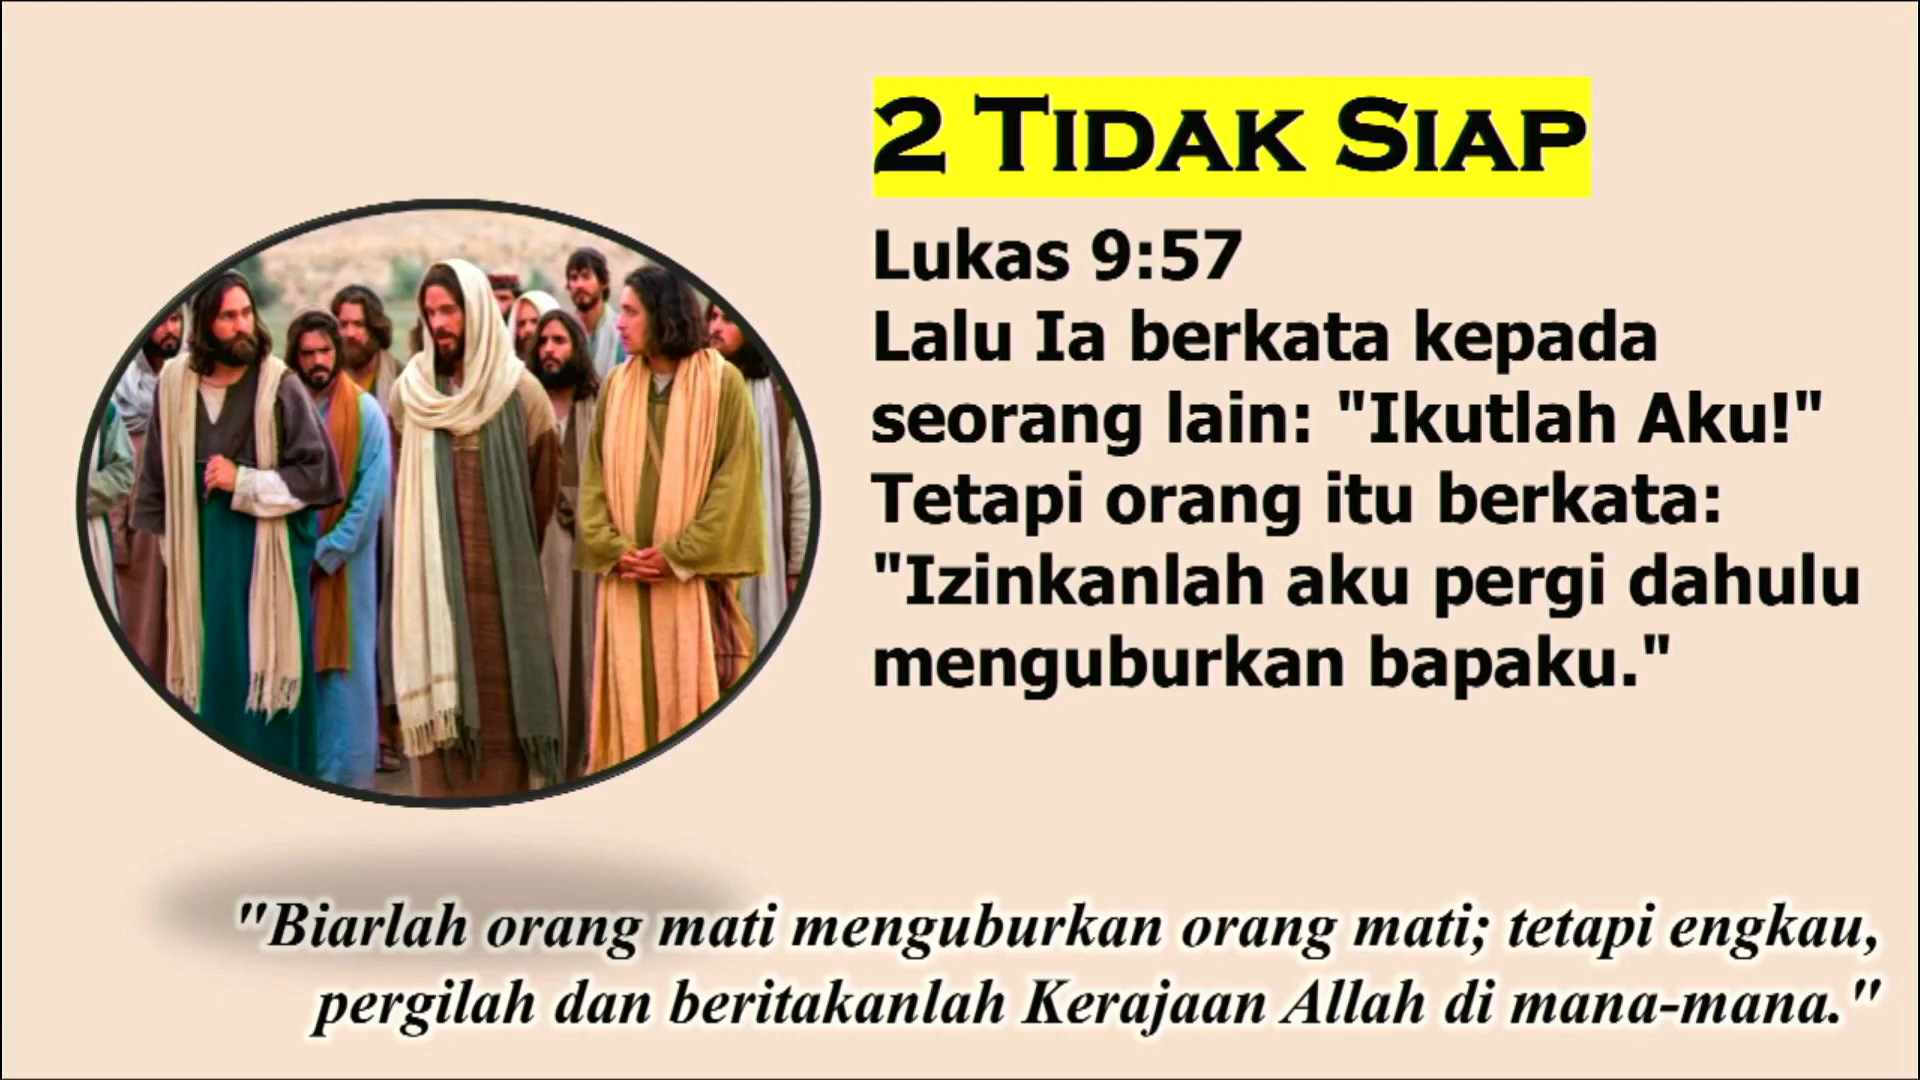 2 TIDAK SIAP
Lukas 9:57
Lalu Ia berkata kepada
seorang lain: "Ikutlah Aku!"
Tetapi orang itu berkata:
"Izinkanlah aku pergi dahulu
menguburkan bapaku."
"Biarlah orang mati menguburkan orang mati; tetapi engkau,
pergilah dan beritakanlah Kerajaan Allah di mana-mana."